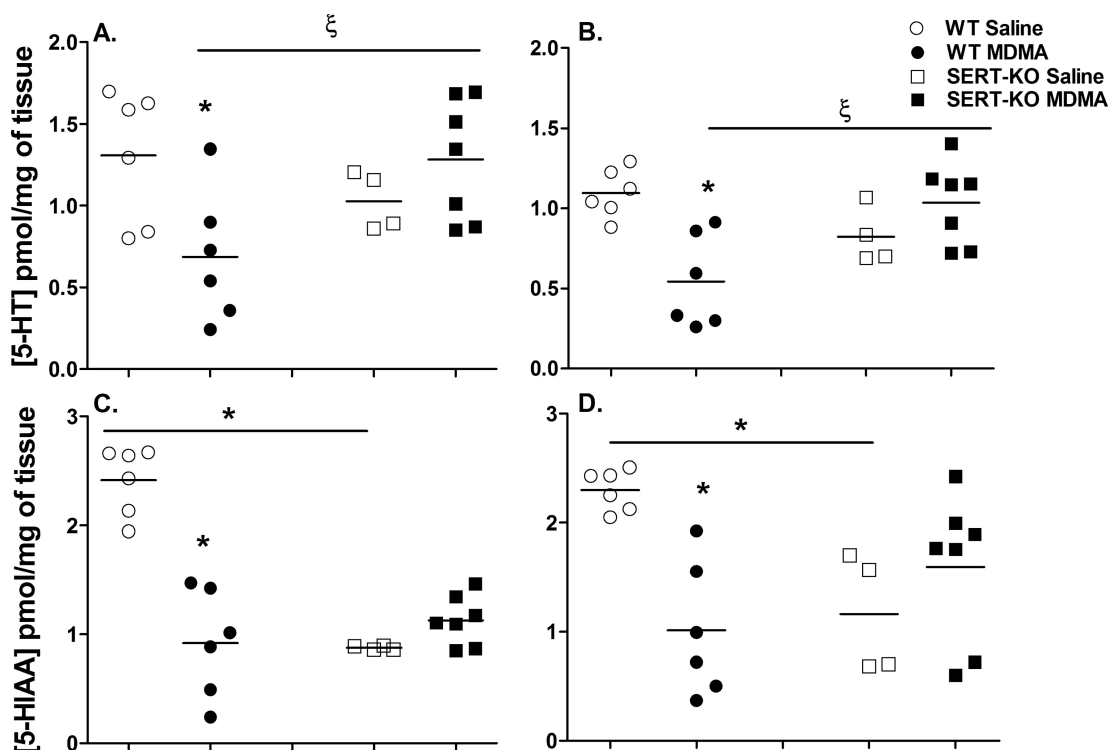 A.
ξ
B.
WT Saline
WT MDMA
SERT-KO Saline
SERT-KO MDMA
[5-HT] pmol/mg of tissue
2.0
1.5
1.0
0.5
0.0
*
2.0
1.5
1.0
0.5
0.0
ξ
*
C.
[5-HIAA] pmol/mg of tissue
3
2
1
0
*
*
D.
3
2
1
0
*
*